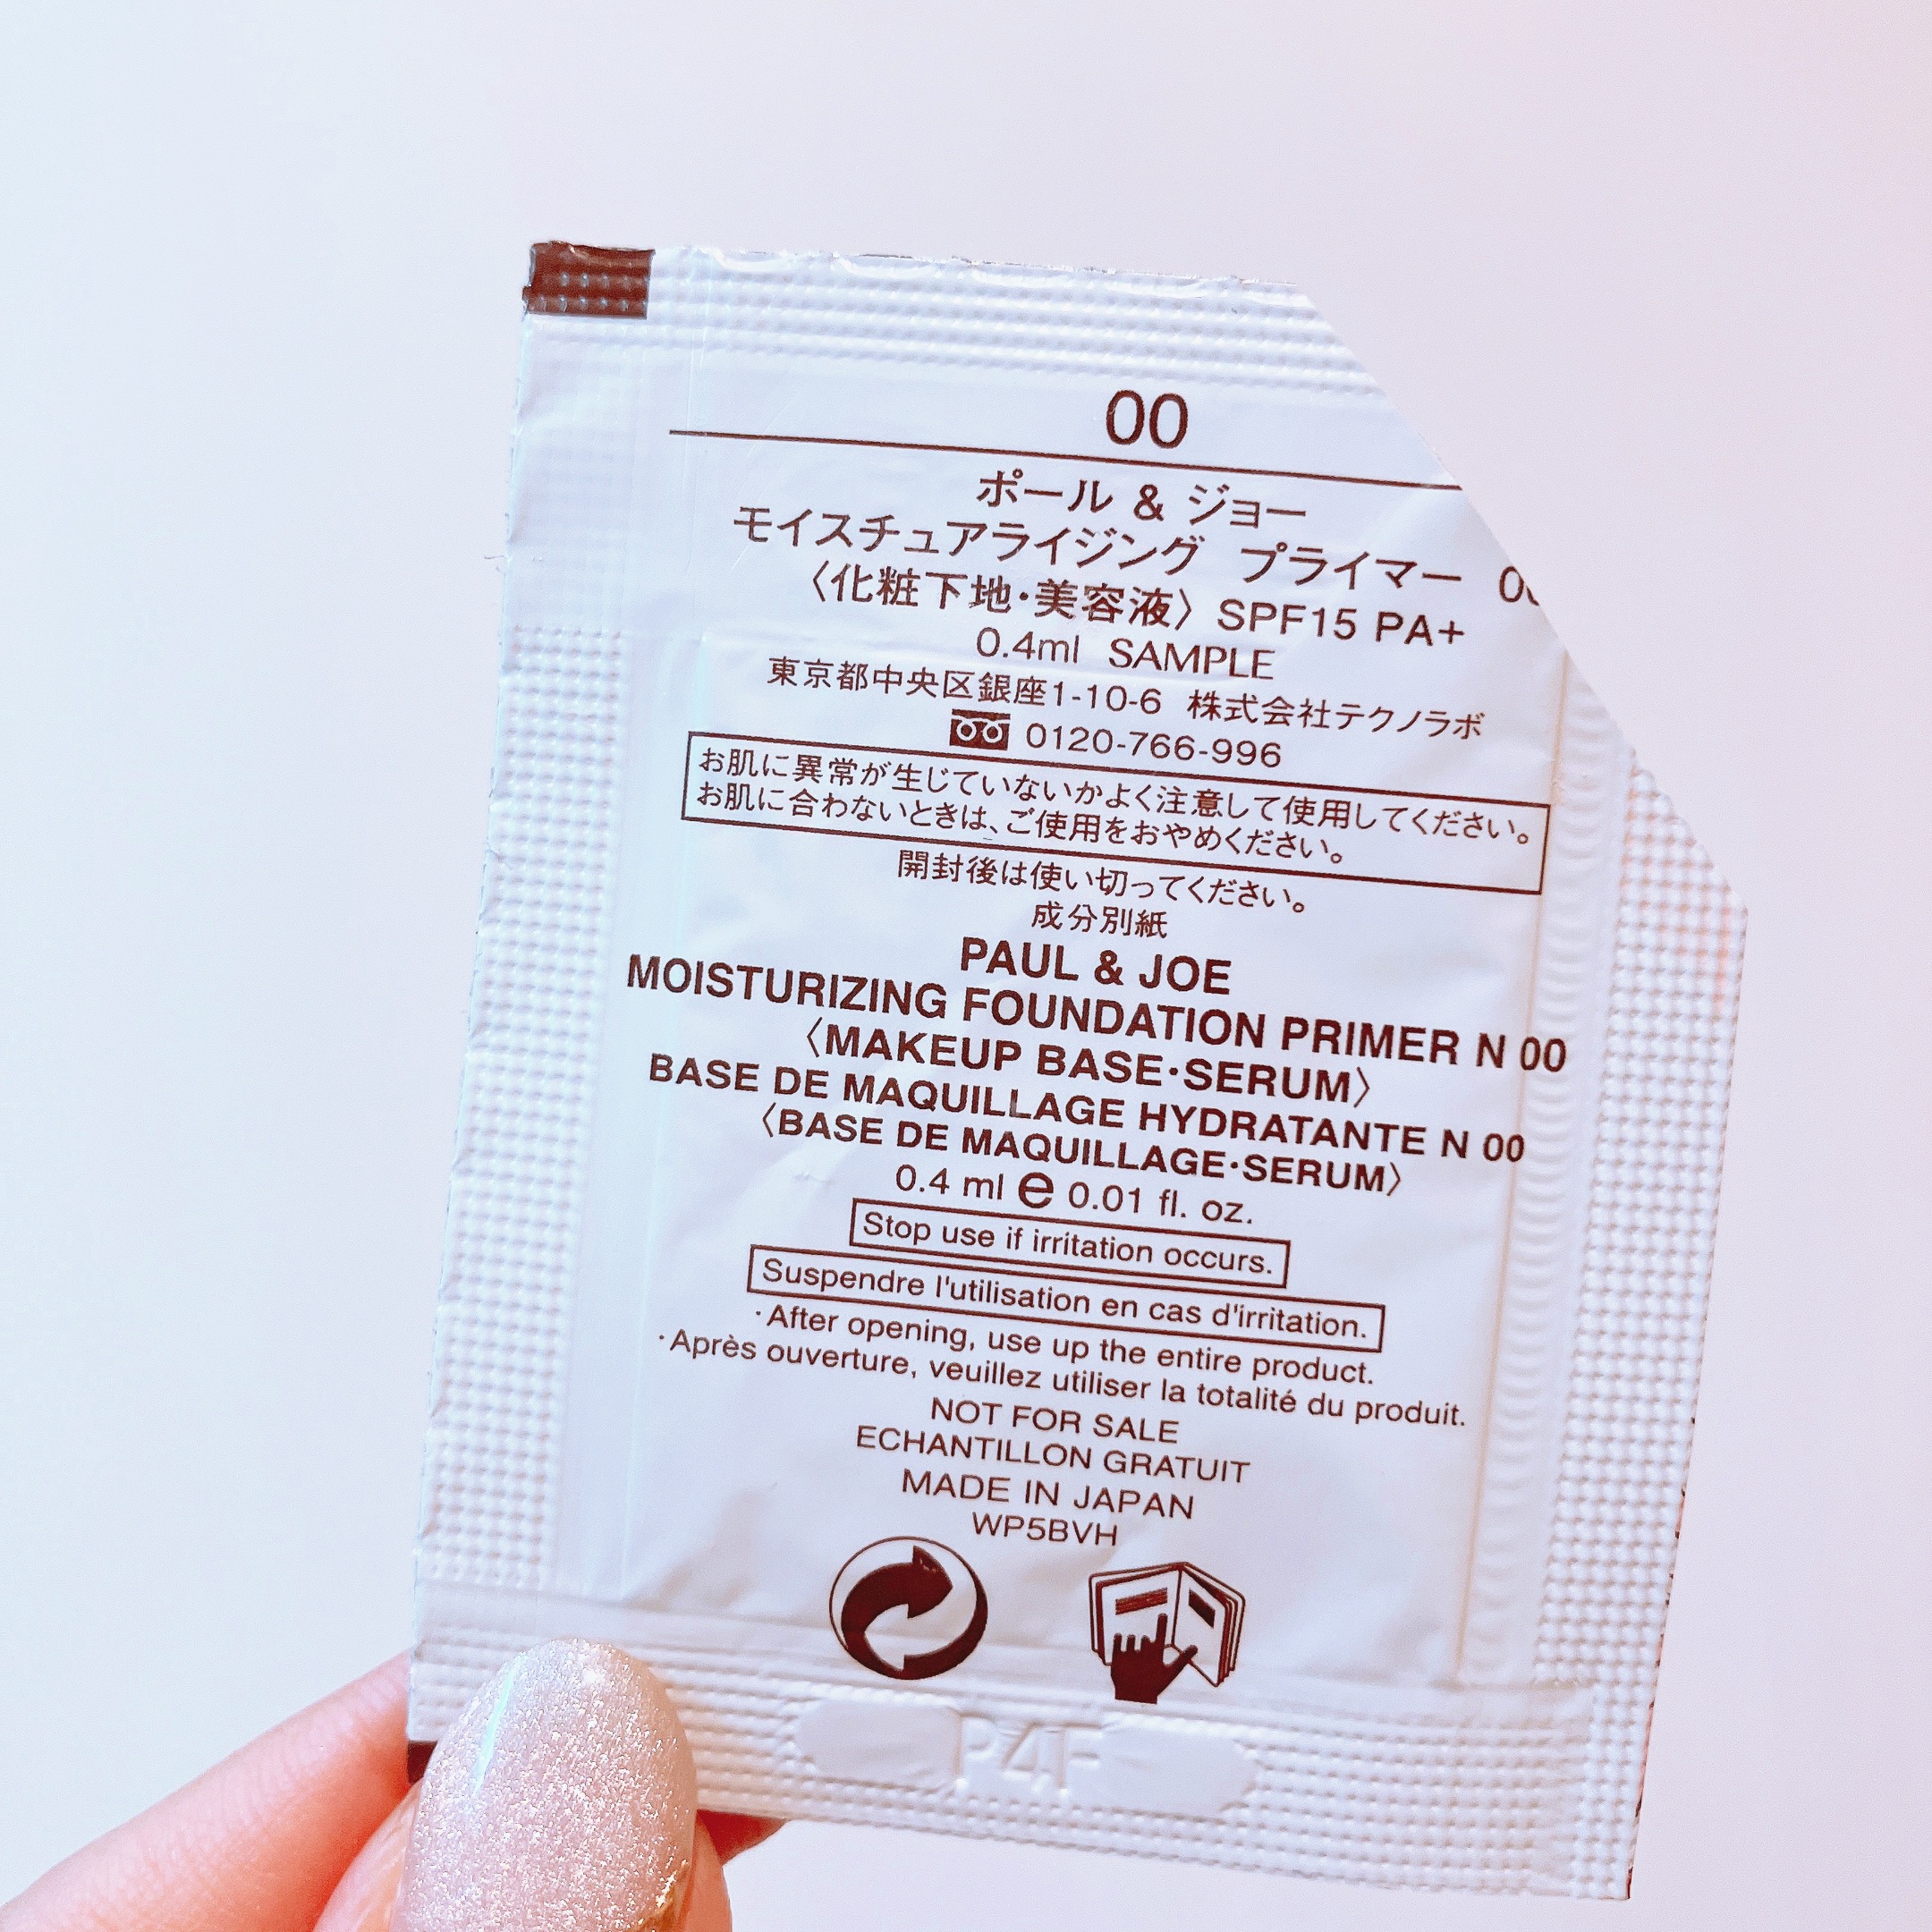 00
ポール & ジョー
モイスチュアライジング プライマー
〈化粧下地・美容液〉SPF15 PA+
0.4ml SAMPLE
東京都中央区銀座1-10-6 株式会社テクノラボ
0120-766-996
お肌に異常が生じていないかよく注意して使用してください。
お肌に合わないときは、ご使用をおやめください。
開封後は使い切ってください。
成分別紙
PAUL & JOE
MOISTURIZING FOUNDATION PRIMER N 00
〈MAKEUP BASE・SERUM〉
BASE DE MAQUILLAGE HYDRATANTE N 00
〈BASE DE MAQUILLAGE・SERUM〉
0.4 ml e 0.01 fl. oz.
Stop use if irritation occurs.
Suspendre l'utilisation en cas d'irritation.
·After opening, use up the entire product.
·Après ouverture, veuillez utiliser la totalité du produit.
NOT FOR SALE
ECHANTILLON GRATUIT
MADE IN JAPAN
WP5BVH
P4F